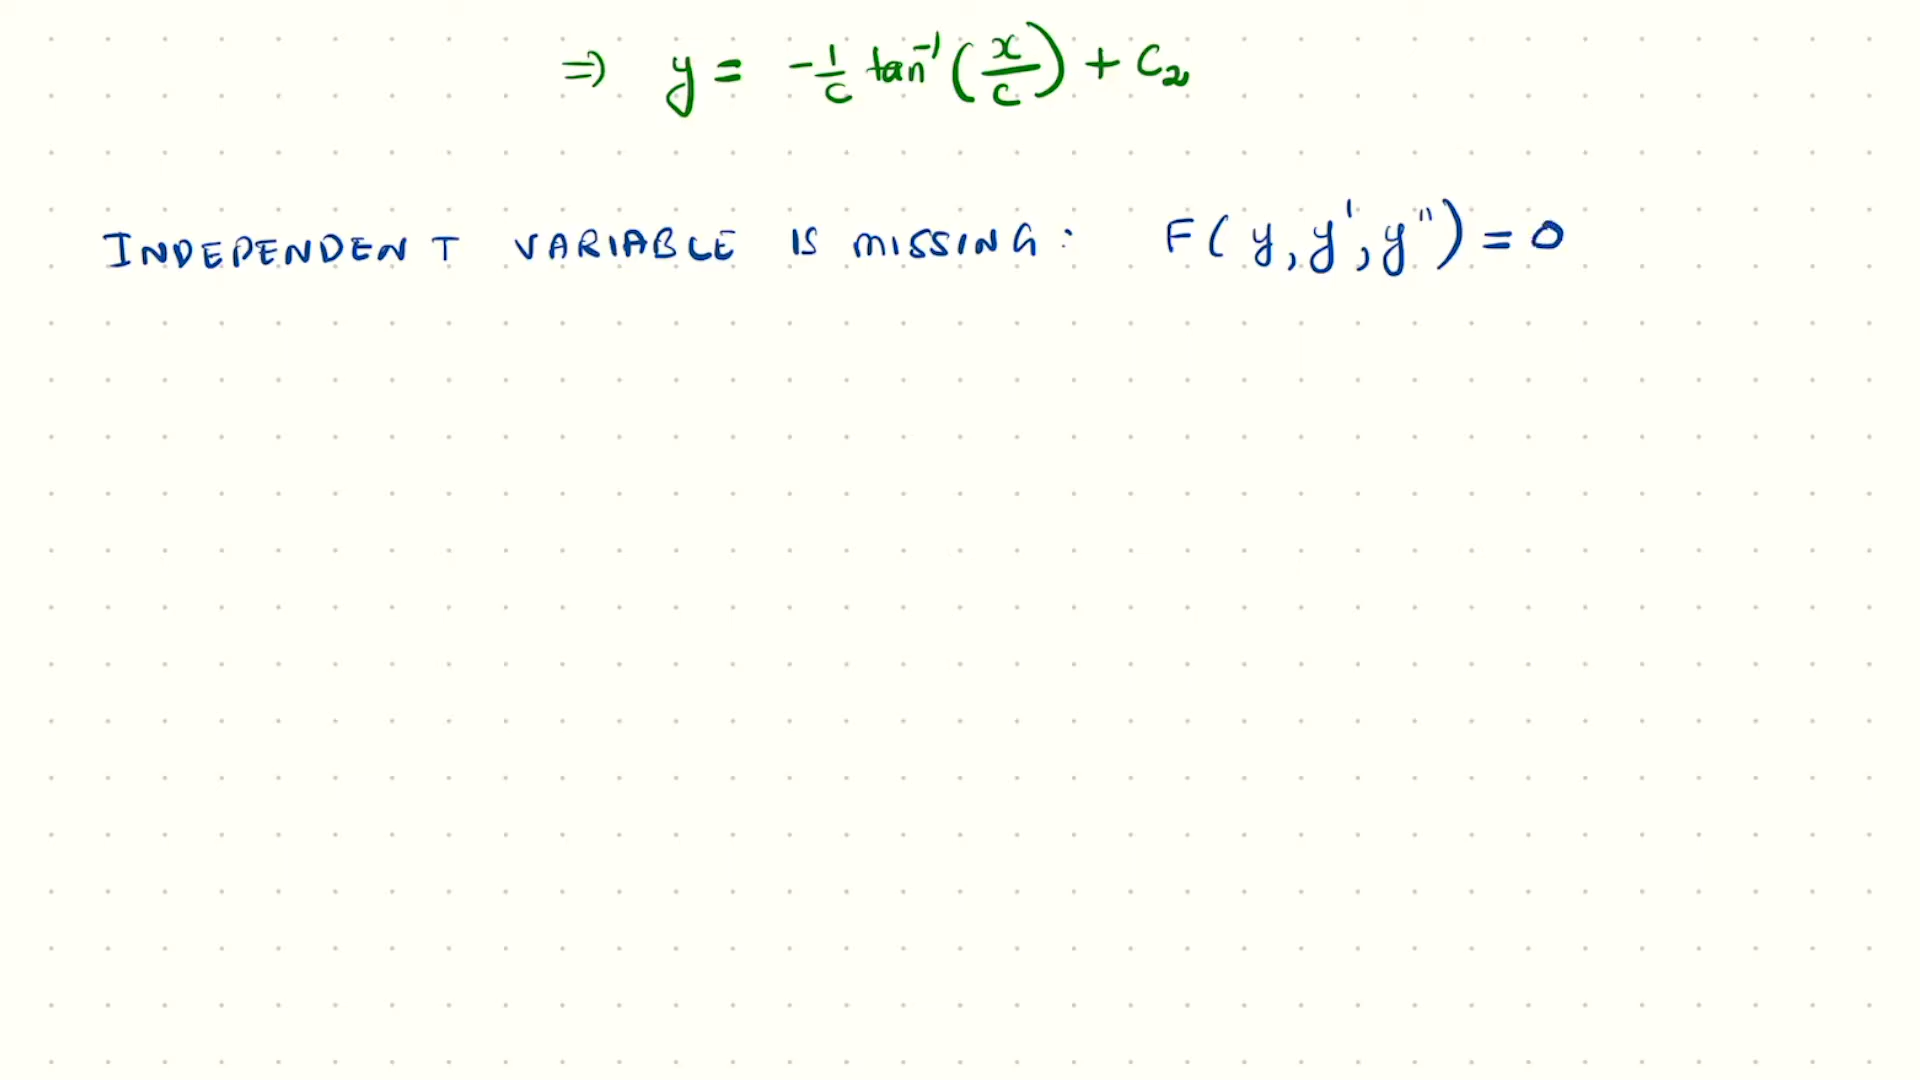 ⇒ y = -1/c tan⁻¹(x/c) + c₂
INDEPENDENT VARIABLE IS MISSING: F(y, y', y'') = 0